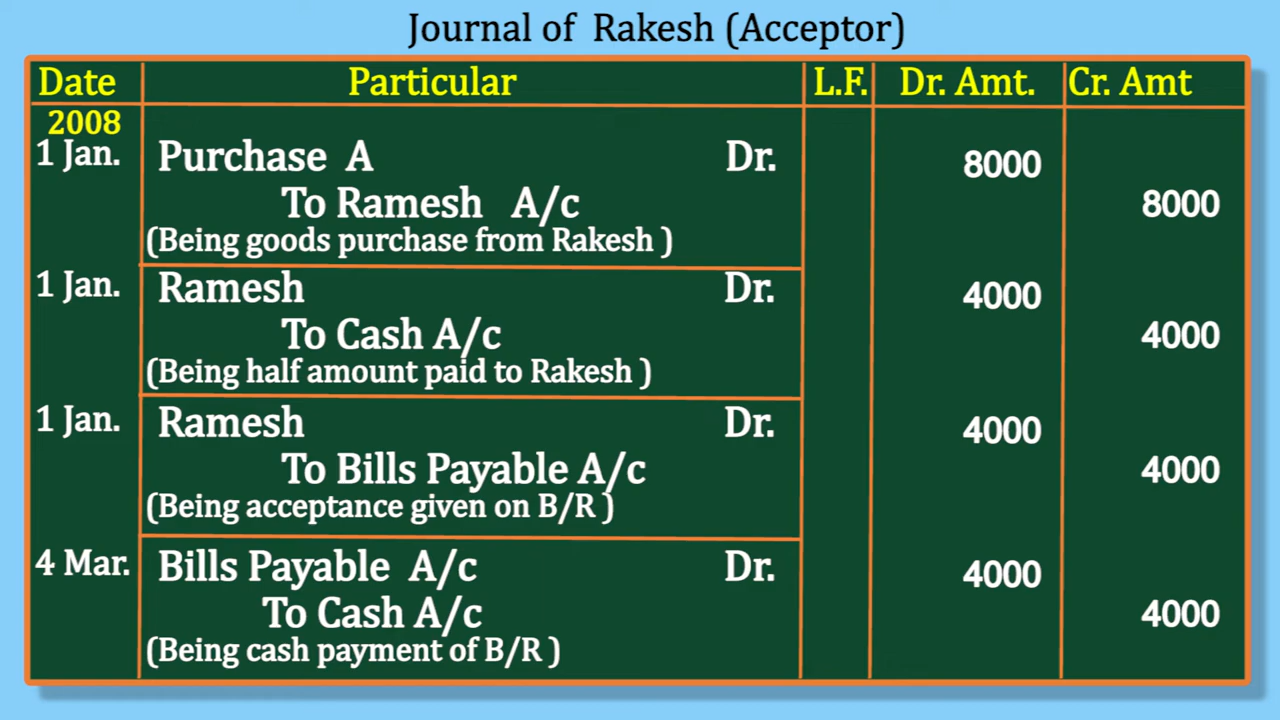 Journal of Rakesh (Acceptor)
Date Particular L.F. Dr. Amt. Cr. Amt
2008
1 Jan. Purchase A Dr. 8000
To Ramesh A/c 8000
(Being goods purchase from Rakesh )
1 Jan. Ramesh Dr. 4000
To Cash A/c 4000
(Being half amount paid to Rakesh )
1 Jan. Ramesh Dr. 4000
To Bills Payable A/c 4000
(Being acceptance given on B/R )
4 Mar. Bills Payable A/c Dr. 4000
To Cash A/c 4000
(Being cash payment of B/R )